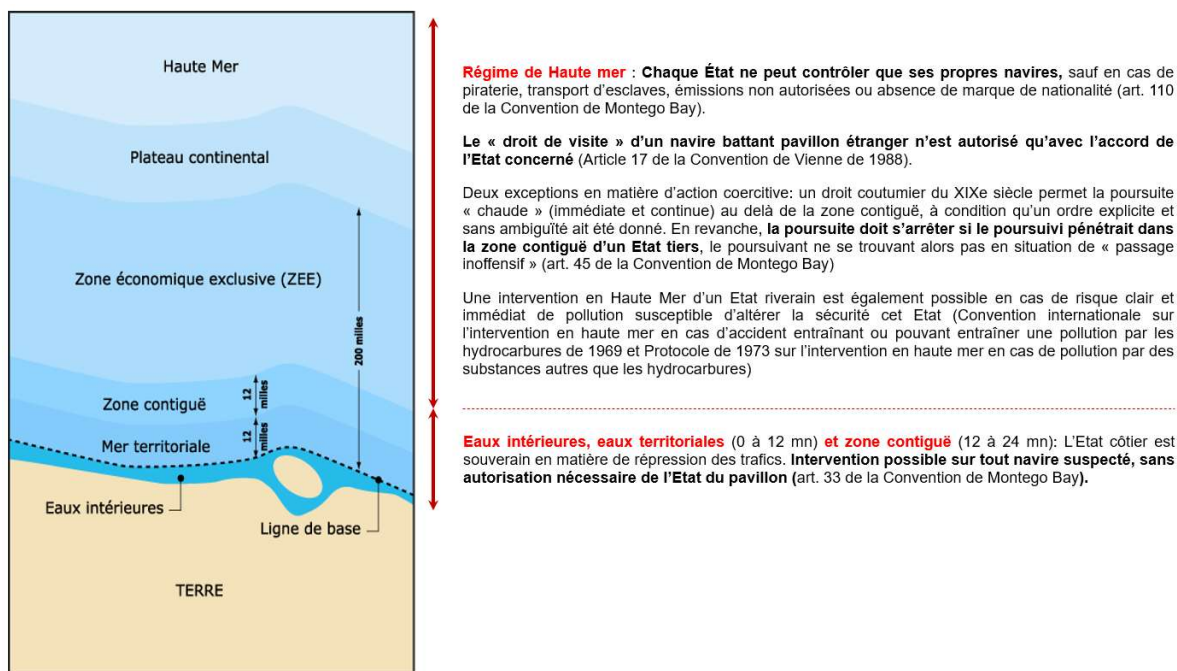 Haute Mer
Plateau continental
Zone économique exclusive (ZEE)
200 milles
Zone contiguë
12 milles
Mer territoriale
12 milles
Eaux intérieures
Ligne de base
TERRE
Régime de Haute mer : Chaque État ne peut contrôler que ses propres navires, sauf en cas de
piraterie, transport d’esclaves, émissions non autorisées ou absence de marque de nationalité (art. 110
de la Convention de Montego Bay).
Le « droit de visite » d’un navire battant pavillon étranger n’est autorisé qu’avec l’accord de
l’Etat concerné (Article 17 de la Convention de Vienne de 1988).
Deux exceptions en matière d’action coercitive: un droit coutumier du XIXe siècle permet la poursuite
« chaude » (immédiate et continue) au delà de la zone contiguë, à condition qu’un ordre explicite et
sans ambiguïté ait été donné. En revanche, la poursuite doit s’arrêter si le poursuivi pénétrait dans
la zone contiguë d’un Etat tiers, le poursuivant ne se trouvant alors pas en situation de « passage
inoffensif » (art. 45 de la Convention de Montego Bay)
Une intervention en Haute Mer d’un Etat riverain est également possible en cas de risque clair et
immédiat de pollution susceptible d’altérer la sécurité cet Etat (Convention internationale sur
l’intervention en haute mer en cas d’accident entraînant ou pouvant entraîner une pollution par les
hydrocarbures de 1969 et Protocole de 1973 sur l’intervention en haute mer en cas de pollution par des
substances autres que les hydrocarbures)
Eaux intérieures, eaux territoriales (0 à 12 mn) et zone contiguë (12 à 24 mn): L’Etat côtier est
souverain en matière de répression des trafics. Intervention possible sur tout navire suspecté, sans
autorisation nécessaire de l’Etat du pavillon (art. 33 de la Convention de Montego Bay).